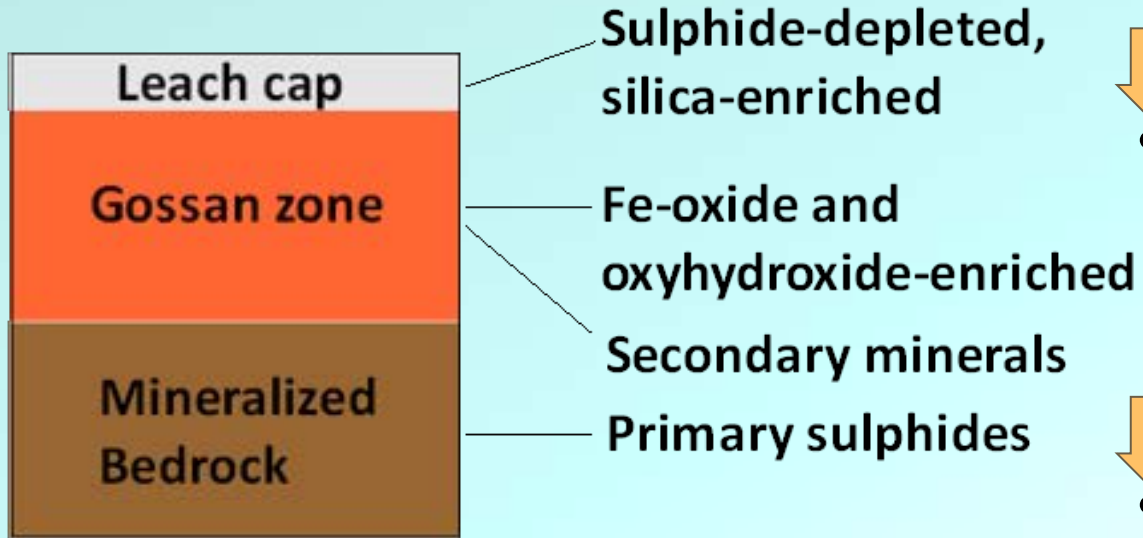 Leach cap
Sulphide-depleted,
silica-enriched
Gossan zone
Fe-oxide and
oxyhydroxide-enriched
Secondary minerals
Mineralized
Bedrock
Primary sulphides